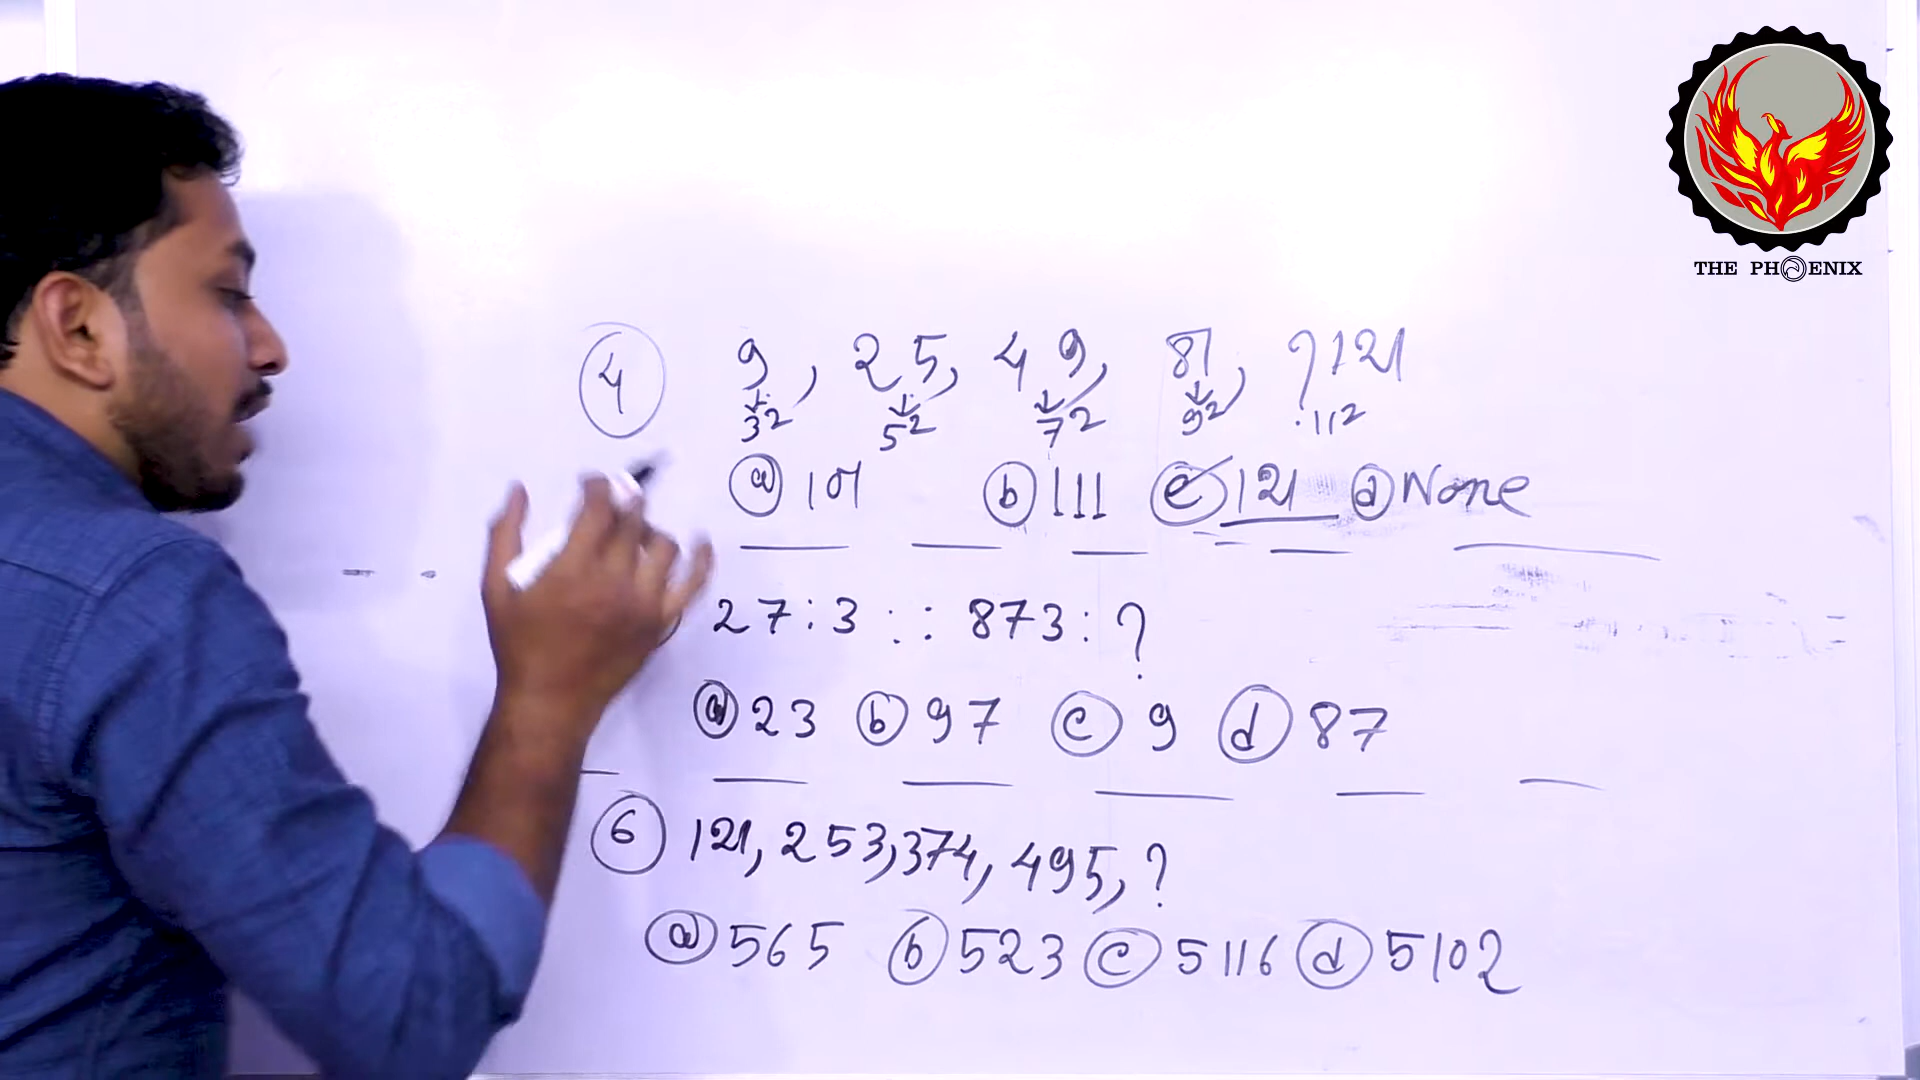 THE PHOENIX
4 9, 25, 49, 81, ? 121
3² 5² 7² 9² 11²
a 101 b 111 c 121 d None
27 : 3 :: 873 : ?
a 23 b 97 c 9 d 87
6 121, 253, 374, 495, ?
a 565 b 523 c 5116 d 5102